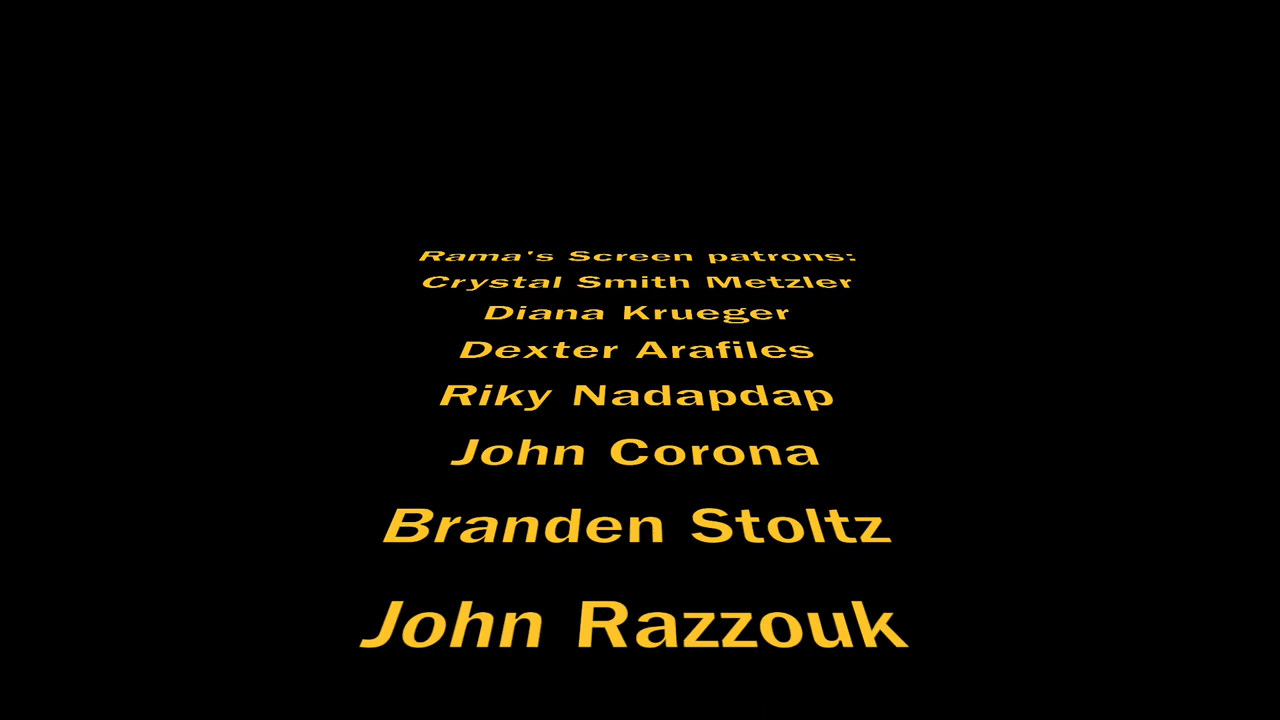 Rama's Screen patrons:
Crystal Smith Metzler
Diana Krueger
Dexter Arafiles
Riky Nadapdap
John Corona
Branden Stoltz
John Razzouk